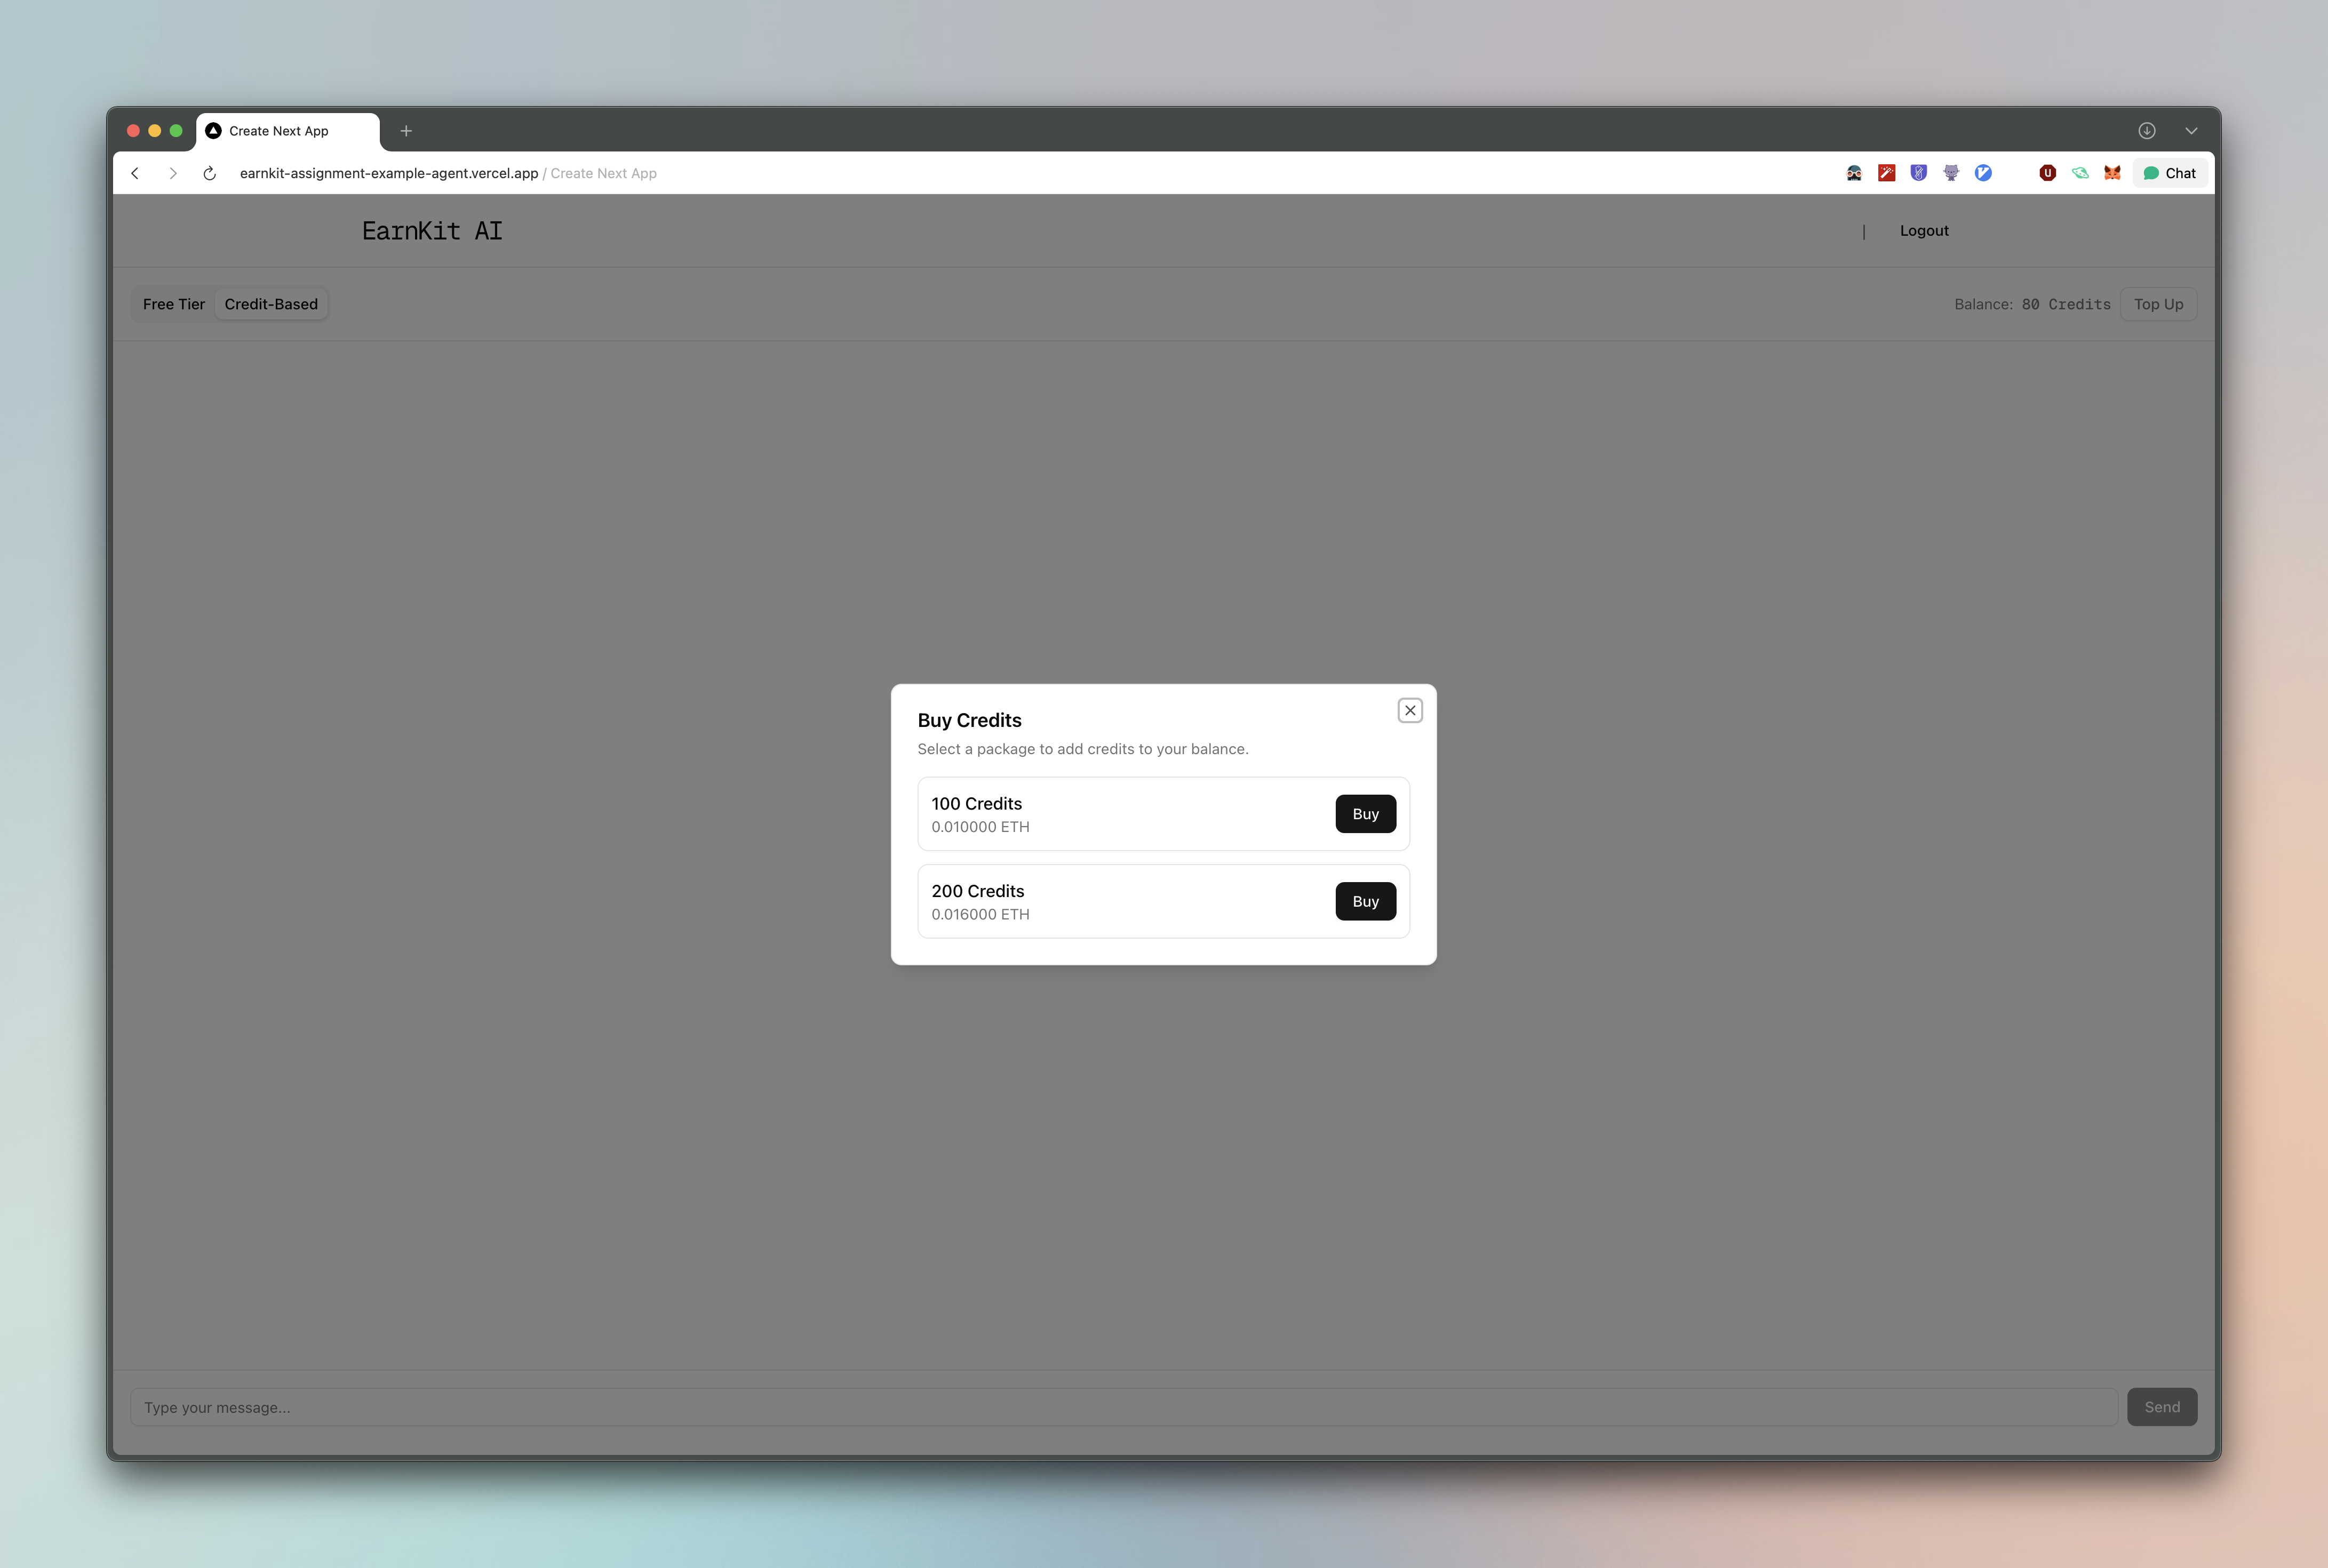 Create Next App
earnkit-assignment-example-agent.vercel.app / Create Next App
Chat
EarnKit AI
| Logout
Free Tier Credit-Based
Balance: 80 Credits Top Up
Buy Credits
Select a package to add credits to your balance.
100 Credits
0.010000 ETH
Buy
200 Credits
0.016000 ETH
Buy
Type your message...
Send